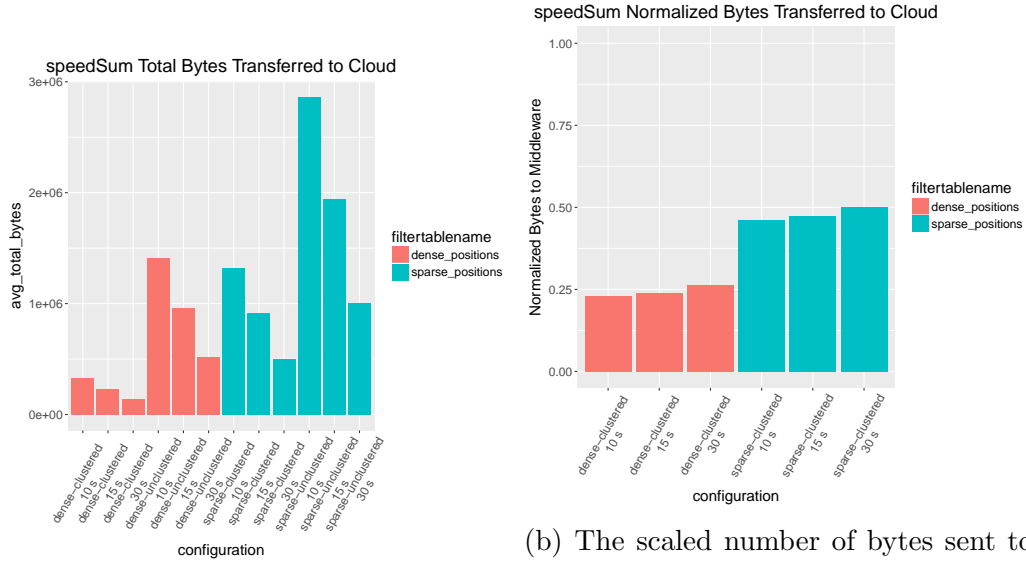 speedSum Total Bytes Transferred to Cloud
3e+06
2e+06
1e+06
0e+00
avg_total_bytes
dense−clustered
10 s
dense−clustered
15 s
dense−clustered
30 s
dense−unclustered
10 s
dense−unclustered
15 s
dense−unclustered
30 s
sparse−clustered
10 s
sparse−clustered
15 s
sparse−clustered
30 s
sparse−unclustered
10 s
sparse−unclustered
15 s
sparse−unclustered
30 s
configuration
filtertablename
dense_positions
sparse_positions
speedSum Normalized Bytes Transferred to Cloud
1.00
0.75
0.50
0.25
0.00
Normalized Bytes to Middleware
dense−clustered
10 s
dense−clustered
15 s
dense−clustered
30 s
sparse−clustered
10 s
sparse−clustered
15 s
sparse−clustered
30 s
configuration
filtertablename
dense_positions
sparse_positions
(b) The scaled number of bytes sent to